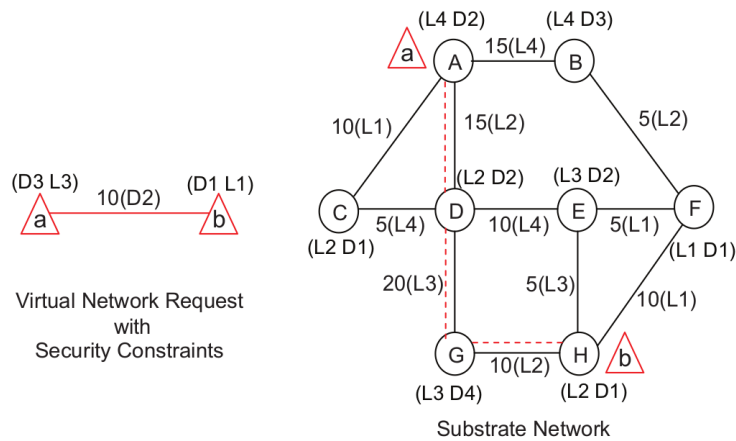 (L4 D2)
(L4 D3)
a
A
15(L4)
B
10(L1)
15(L2)
5(L2)
(D3 L3)
10(D2)
(D1 L1)
a
b
(L2 D2)
(L3 D2)
C
5(L4)
D
10(L4)
E
5(L1)
F
(L2 D1)
(L1 D1)
20(L3)
5(L3)
10(L1)
Virtual Network Request
with
Security Constraints
G
10(L2)
H
b
(L3 D4)
(L2 D1)
Substrate Network